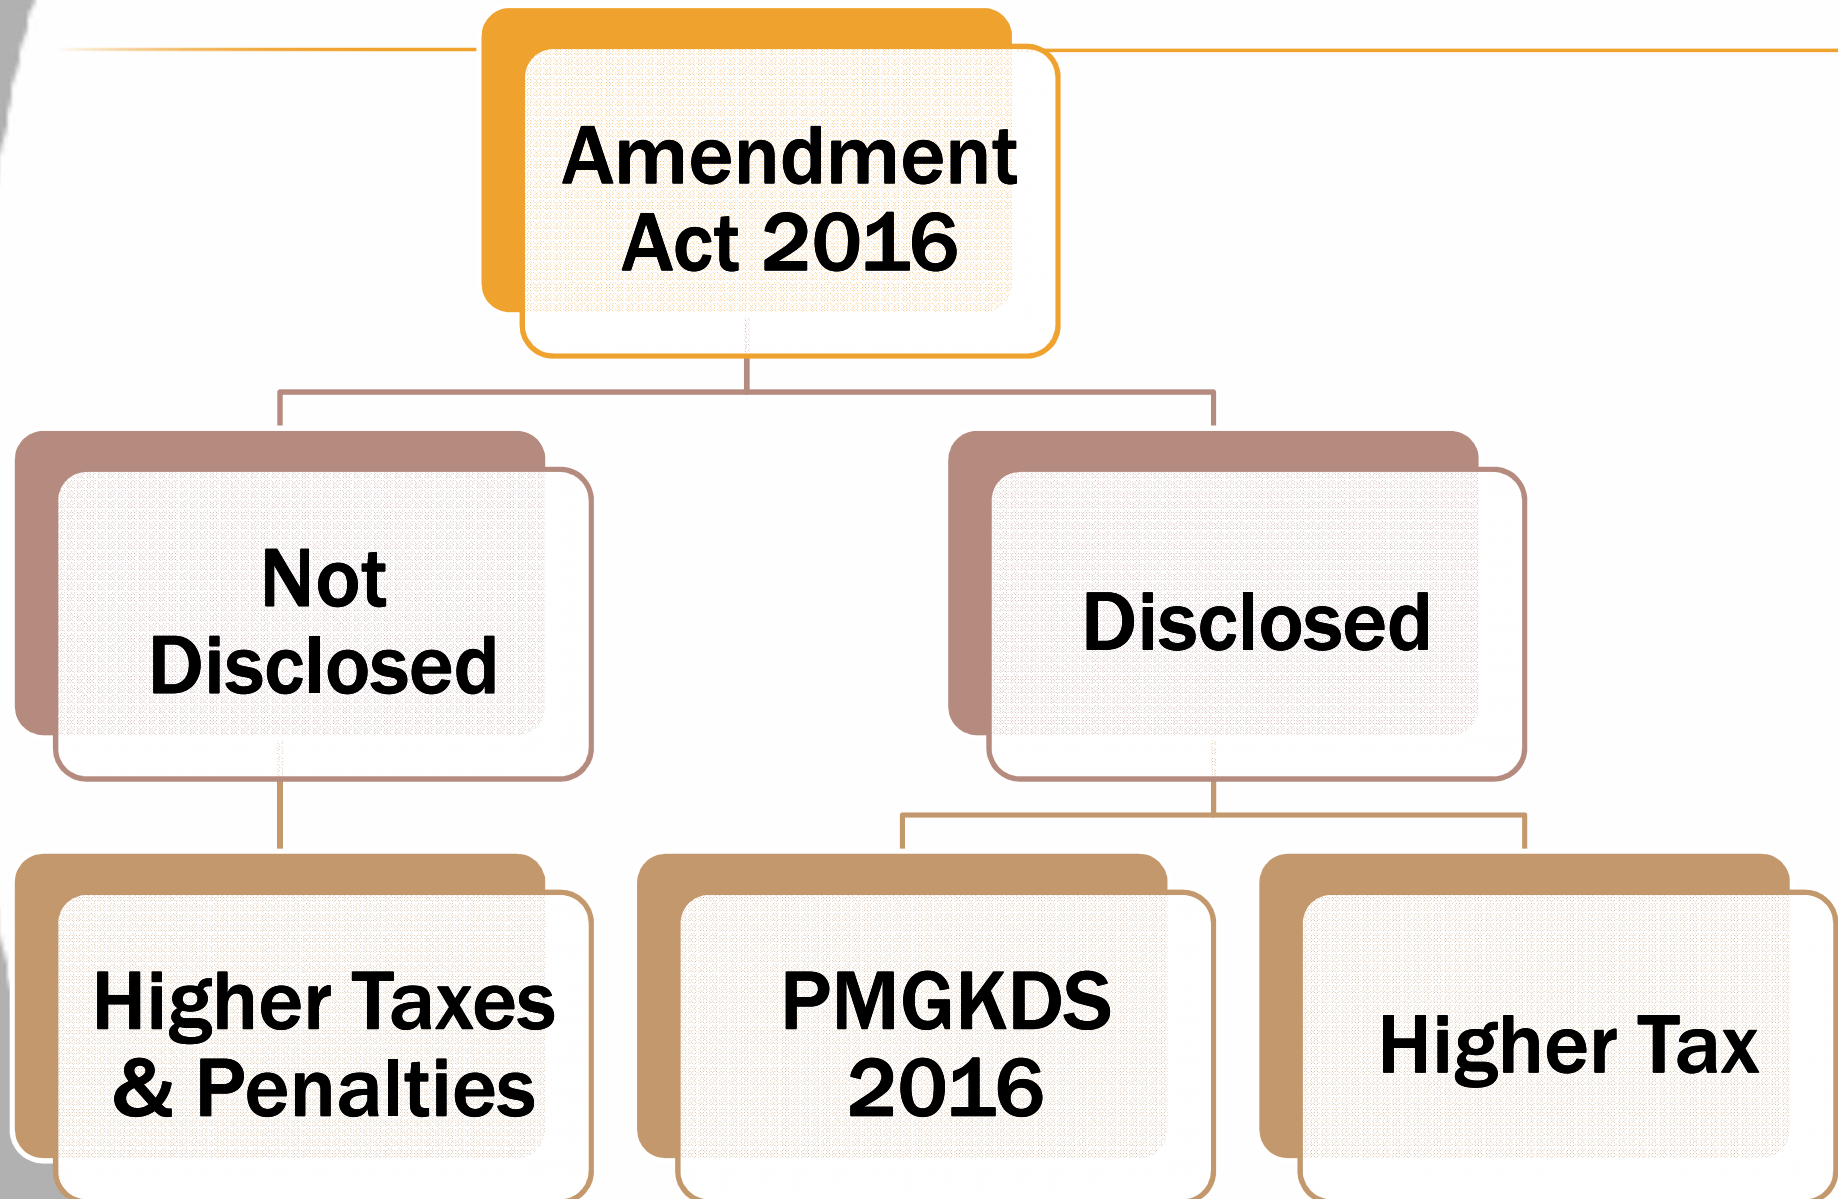 Amendment
Act 2016
Not
Disclosed
Disclosed
Higher Taxes
& Penalties
PMGKDS
2016
Higher Tax